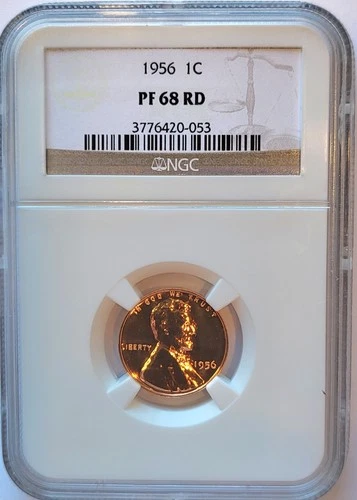 1956 1C
PF 68 RD
3776420-053
NGC
IN GOD WE TRUST
LIBERTY
1956